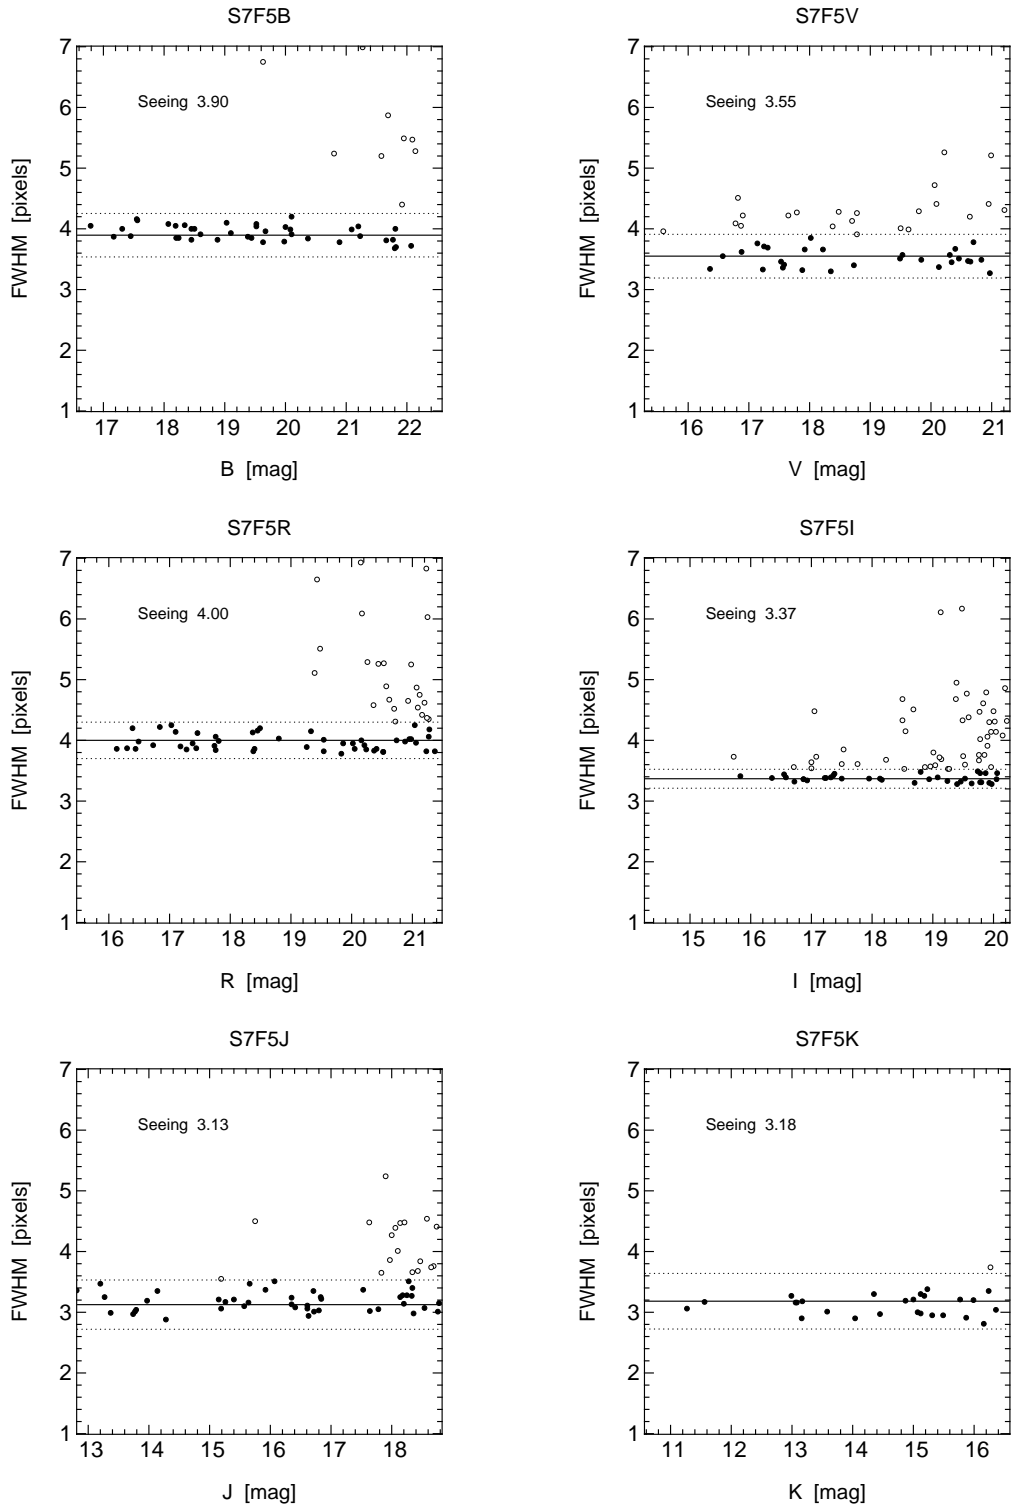 S7F5B
7
6
5
4
3
2
1
FWHM [pixels]
Seeing 3.90
17 18 19 20 21 22
B [mag]
S7F5V
7
6
5
4
3
2
1
FWHM [pixels]
Seeing 3.55
16 17 18 19 20 21
V [mag]
S7F5R
7
6
5
4
3
2
1
FWHM [pixels]
Seeing 4.00
16 17 18 19 20 21
R [mag]
S7F5I
7
6
5
4
3
2
1
FWHM [pixels]
Seeing 3.37
15 16 17 18 19 20
I [mag]
S7F5J
7
6
5
4
3
2
1
FWHM [pixels]
Seeing 3.13
13 14 15 16 17 18
J [mag]
S7F5K
7
6
5
4
3
2
1
FWHM [pixels]
Seeing 3.18
11 12 13 14 15 16
K [mag]